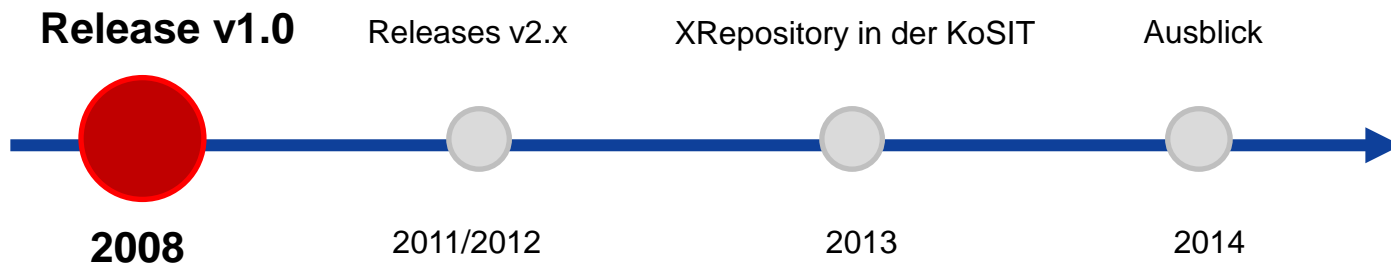 Release v1.0
Releases v2.x
XRepository in der KoSIT
Ausblick
2008
2011/2012
2013
2014